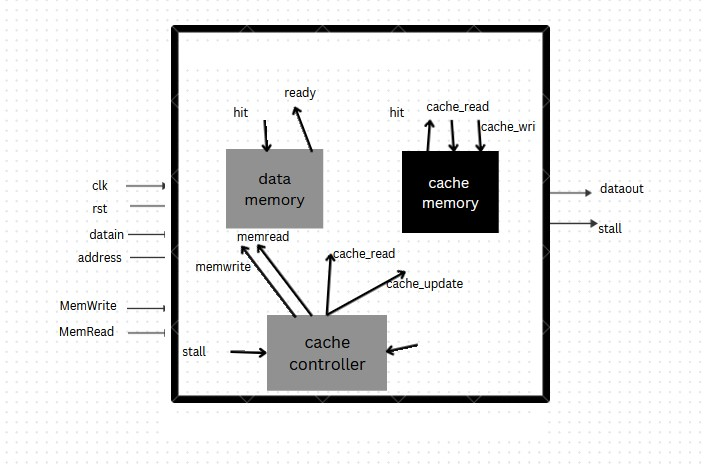 ready
hit
hit
cache_read
cache_wri
data
memory
cache
memory
clk
rst
datain
address
MemWrite
MemRead
dataout
stall
memread
memwrite
cache_read
cache_update
stall
cache
controller